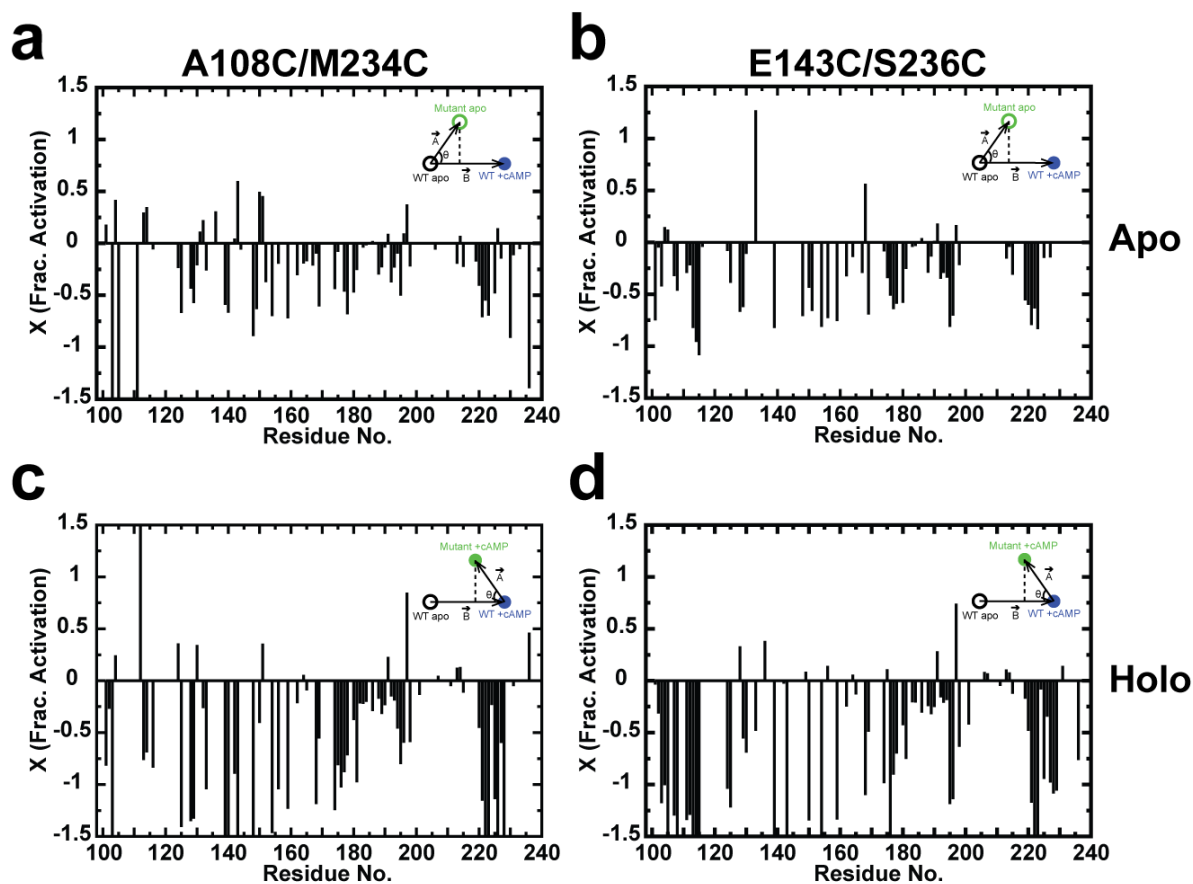 a
A108C/M234C
X (Frac. Activation)
1.5
1
0.5
0
-0.5
-1
-1.5
100 120 140 160 180 200 220 240
Residue No.
Mutant apo
A
θ
WT apo
B
WT +cAMP
b
E143C/S236C
X (Frac. Activation)
1.5
1
0.5
0
-0.5
-1
-1.5
100 120 140 160 180 200 220 240
Residue No.
Mutant apo
A
θ
WT apo
B
WT +cAMP
Apo
c
X (Frac. Activation)
1.5
1
0.5
0
-0.5
-1
-1.5
100 120 140 160 180 200 220 240
Residue No.
Mutant +cAMP
A
θ
WT apo
B
WT +cAMP
d
X (Frac. Activation)
1.5
1
0.5
0
-0.5
-1
-1.5
100 120 140 160 180 200 220 240
Residue No.
Mutant +cAMP
A
θ
WT apo
B
WT +cAMP
Holo